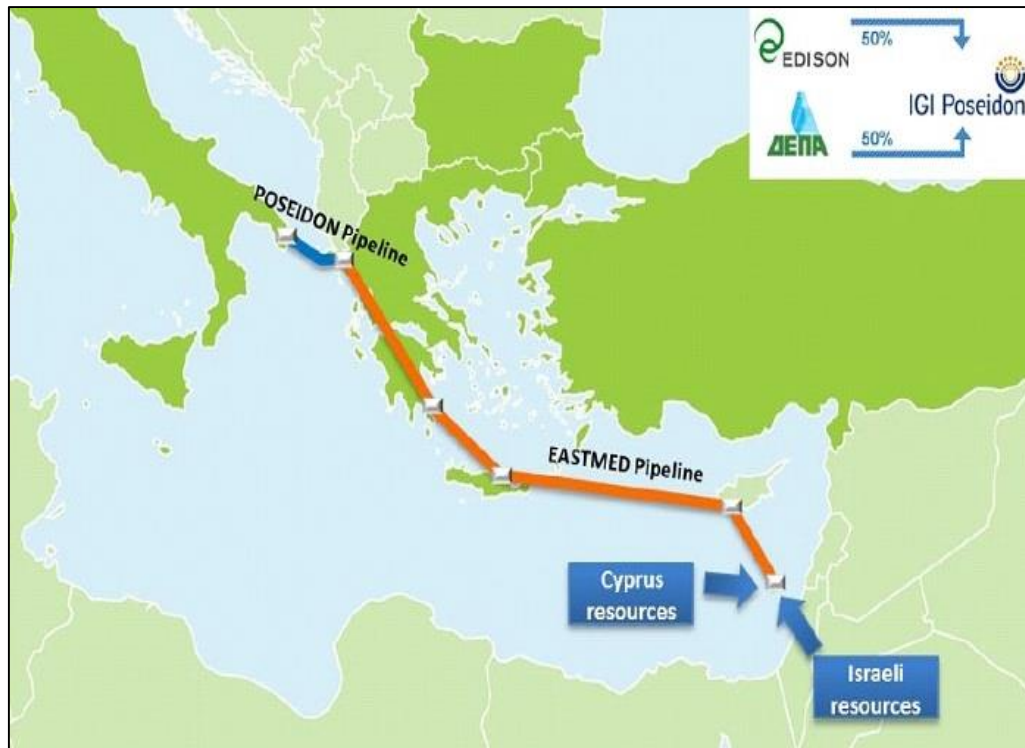 EDISON
50%
IGI Poseidon
ΔΕΠΑ
50%
POSEIDON Pipeline
EASTMED Pipeline
Cyprus
resources
Israeli
resources